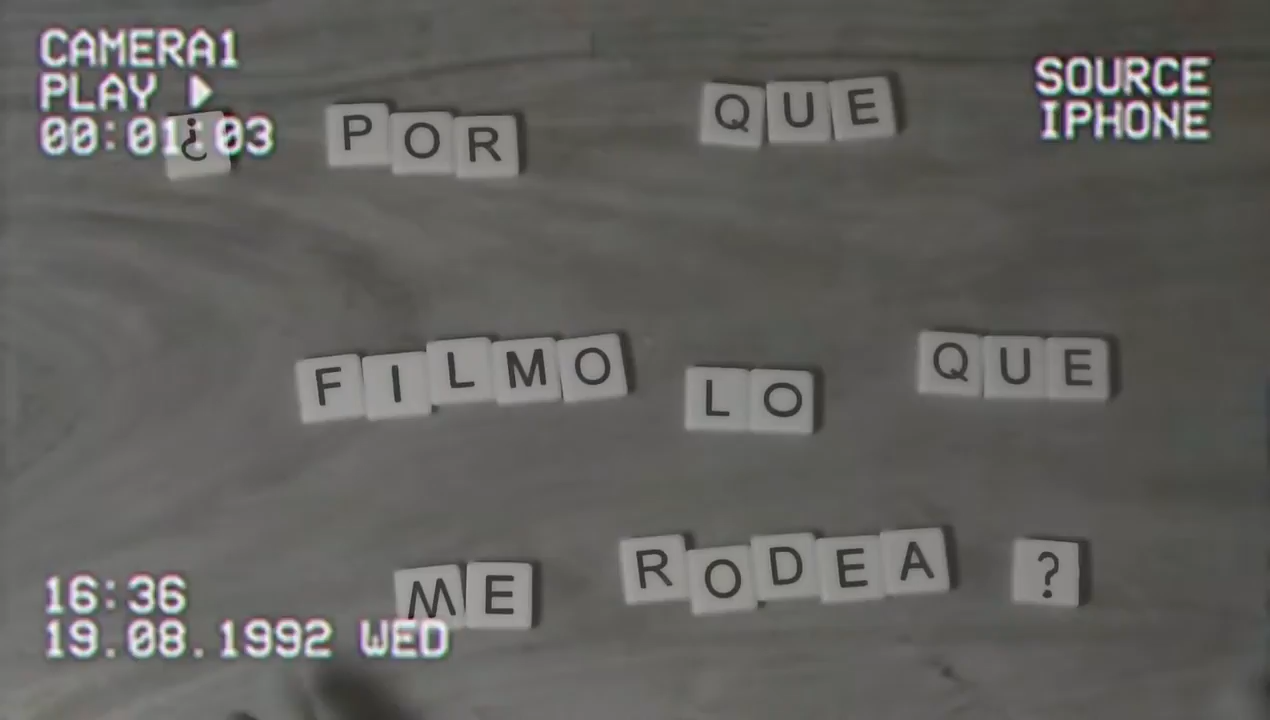 CAMERA1
PLAY
00:01:03
SOURCE
IPHONE
¿ POR QUE
FILMO LO QUE
ME RODEA ?
16:36
19.08.1992 WED